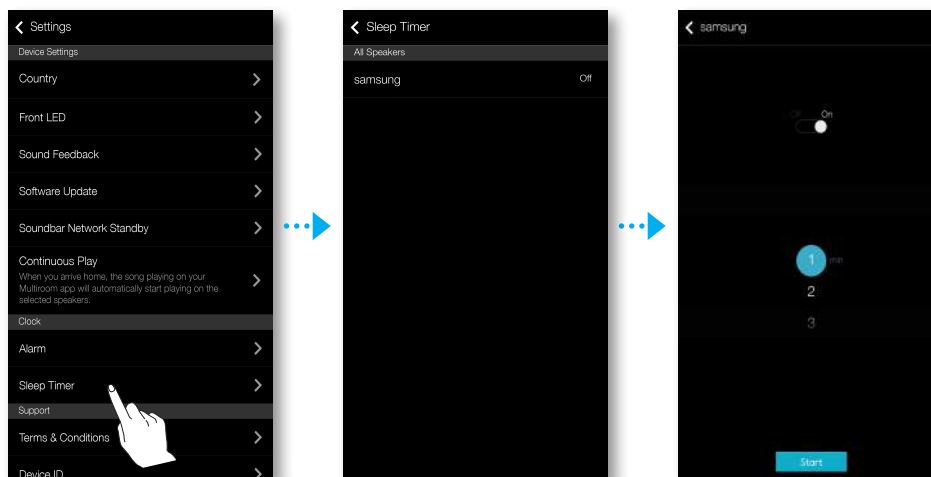 Settings
Device Settings
Country
Front LED
Sound Feedback
Software Update
Soundbar Network Standby
Continuous Play
When you arrive home, the song playing on your
Multiroom app will automatically start playing on the
selected speakers.
Clock
Alarm
Sleep Timer
Support
Terms & Conditions
Device ID
Sleep Timer
All Speakers
samsung Off
samsung
Off On
1 min
2
3
Start